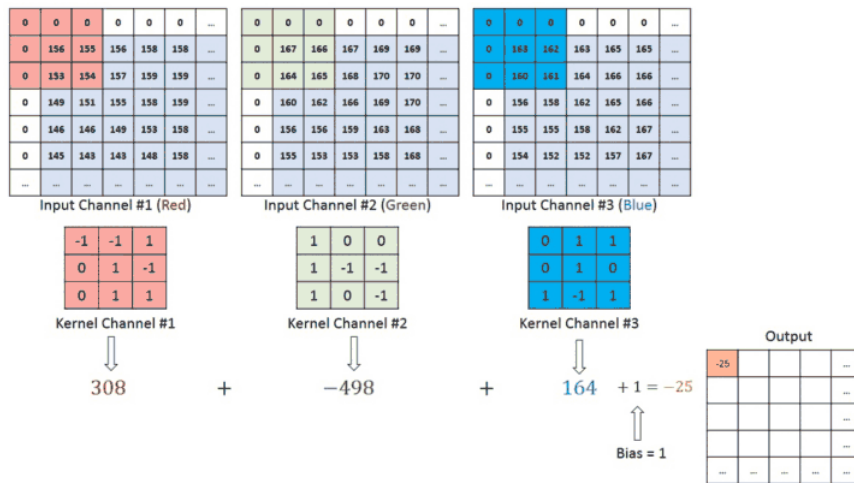 0 0 0 0 0 0 ...
0 156 155 156 158 158 ...
0 153 154 157 159 159 ...
0 149 151 155 158 159 ...
0 146 146 149 153 158 ...
0 145 143 143 148 158 ...
... ... ... ... ... ... ...
Input Channel #1 (Red)
0 0 0 0 0 0 ...
0 167 166 167 169 169 ...
0 164 165 168 170 170 ...
0 160 162 166 169 170 ...
0 156 156 159 163 168 ...
0 155 153 153 158 168 ...
... ... ... ... ... ... ...
Input Channel #2 (Green)
0 0 0 0 0 0 ...
0 163 162 163 165 165 ...
0 160 161 164 166 166 ...
0 156 158 162 165 166 ...
0 155 155 158 162 167 ...
0 154 152 152 157 167 ...
... ... ... ... ... ... ...
Input Channel #3 (Blue)
-1 -1 1
0 1 -1
0 1 1
Kernel Channel #1
1 0 0
1 -1 -1
1 0 -1
Kernel Channel #2
0 1 1
0 1 0
1 -1 1
Kernel Channel #3
308 + −498 + 164 + 1 = −25
Bias = 1
Output
-25 ...
...
...
...
... ... ... ... ...